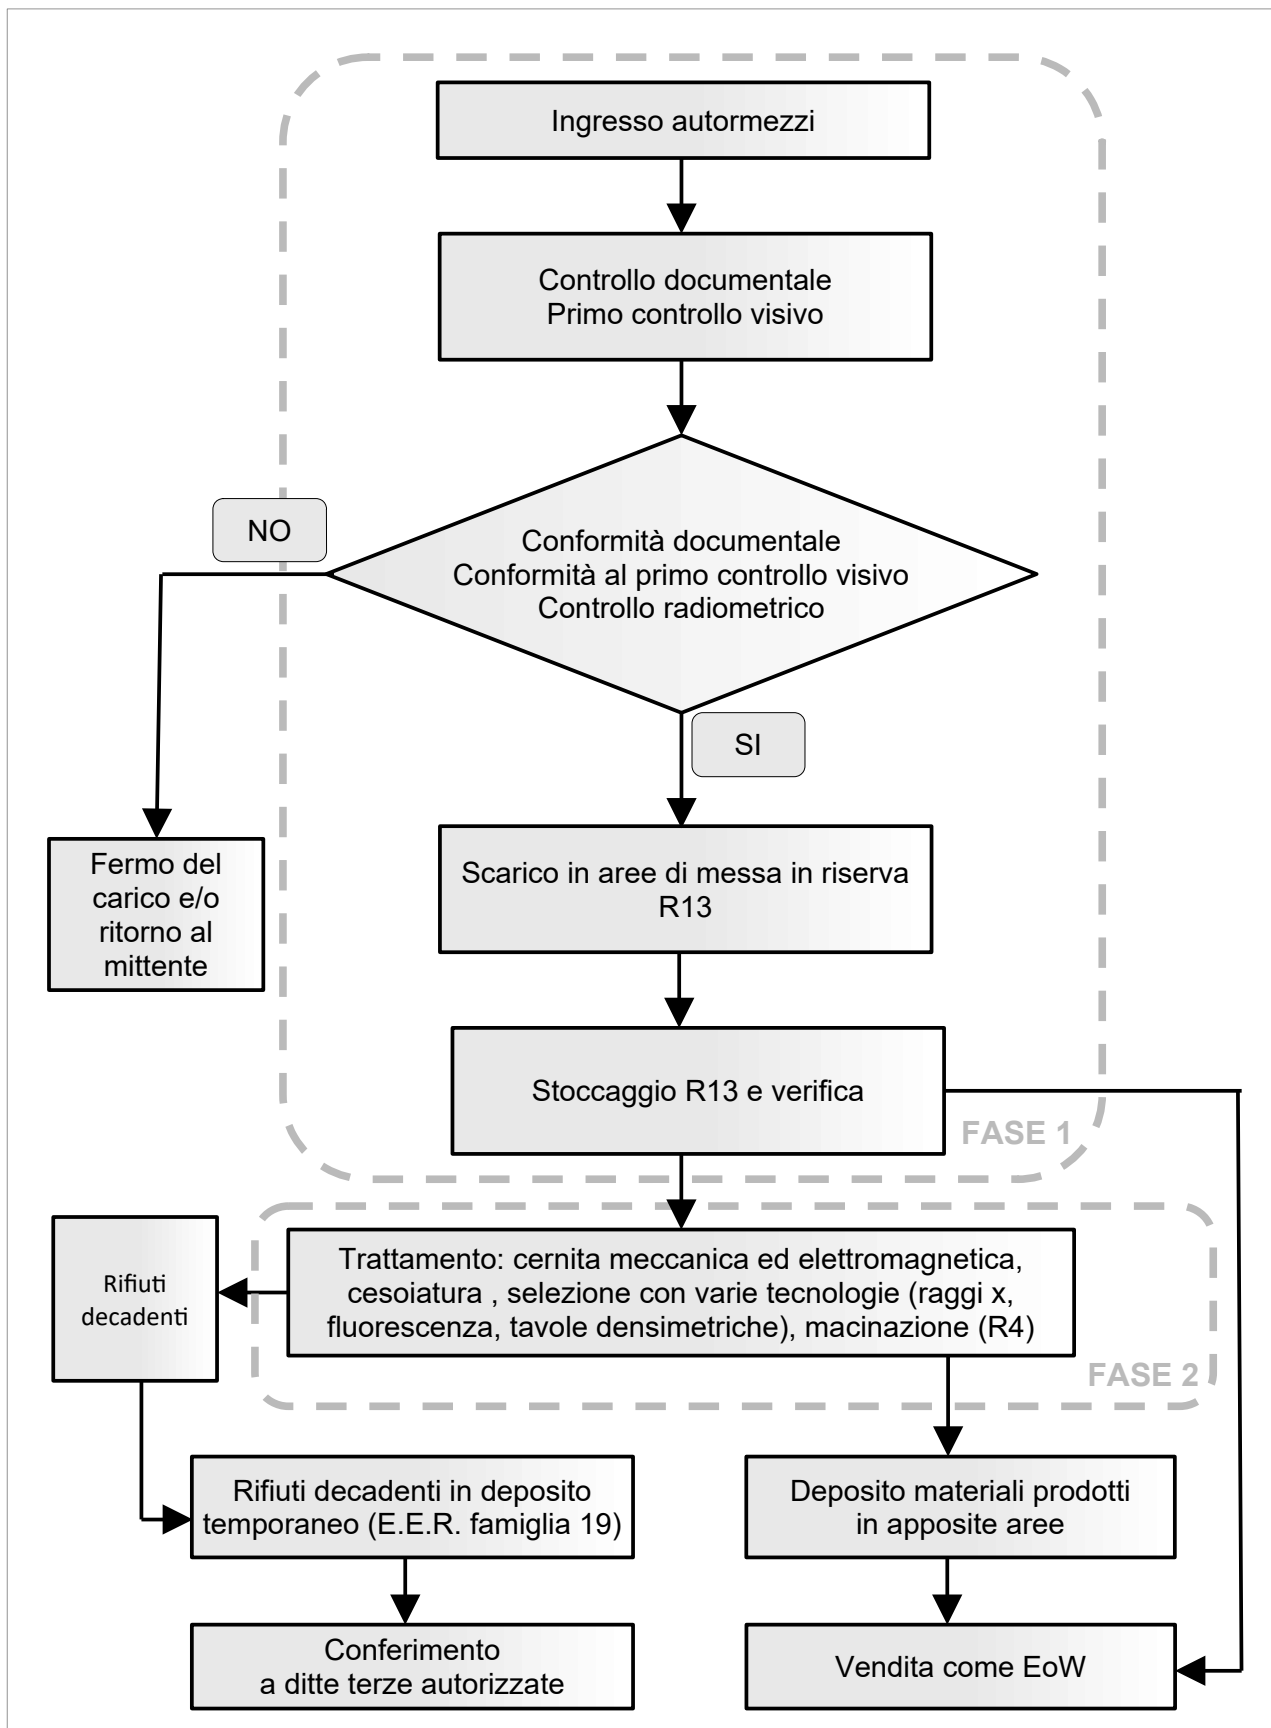 Ingresso autormezzi
Controllo documentale
Primo controllo visivo
NO
Conformità documentale
Conformità al primo controllo visivo
Controllo radiometrico
SI
Fermo del
carico e/o
ritorno al
mittente
Scarico in aree di messa in riserva
R13
Stoccaggio R13 e verifica
FASE 1
Rifiuti
decadenti
Trattamento: cernita meccanica ed elettromagnetica,
cesoiatura , selezione con varie tecnologie (raggi x,
fluorescenza, tavole densimetriche), macinazione (R4)
FASE 2
Rifiuti decadenti in deposito
temporaneo (E.E.R. famiglia 19)
Deposito materiali prodotti
in apposite aree
Conferimento
a ditte terze autorizzate
Vendita come EoW